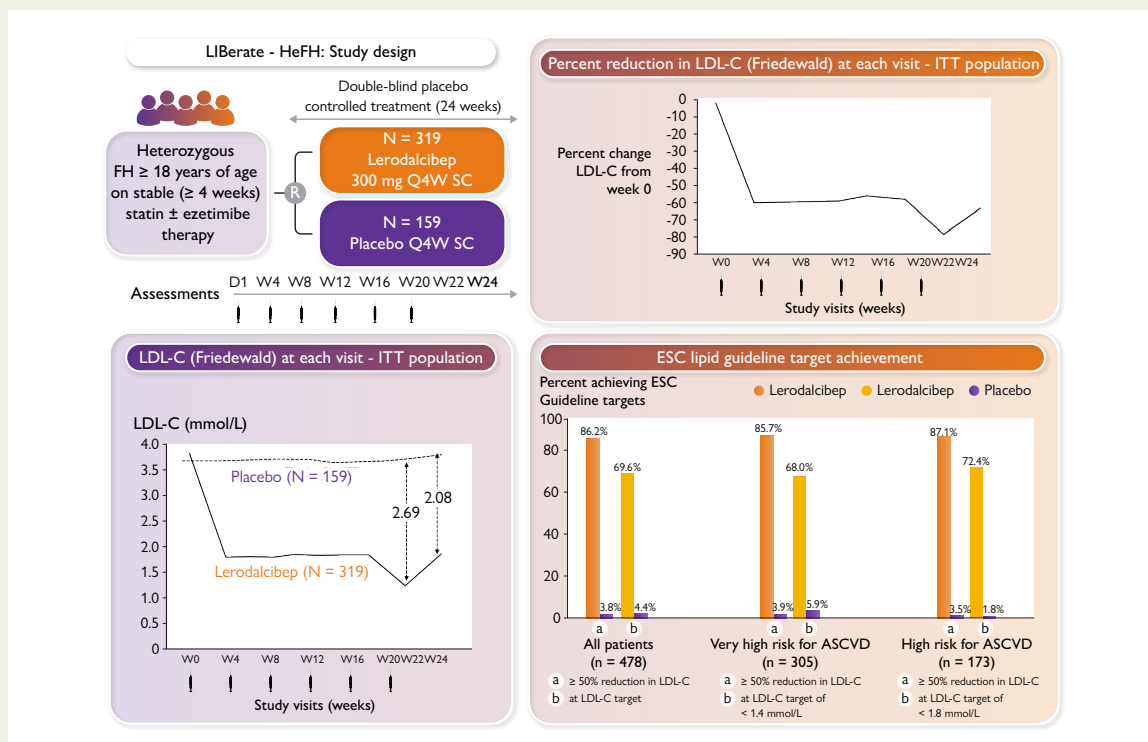 LIBerate - HeFH: Study design
Double-blind placebo
controlled treatment (24 weeks)
Heterozygous
FH ≥ 18 years of age
on stable (≥ 4 weeks)
statin ± ezetimibe
therapy
R
N = 319
Lerodalcibep
300 mg Q4W SC
N = 159
Placebo Q4W SC
D1 W4 W8 W12 W16 W20 W22 W24
Assessments
Percent reduction in LDL-C (Friedewald) at each visit - ITT population
Percent change
LDL-C from
week 0
0
-10
-20
-30
-40
-50
-60
-70
-80
-90
W0 W4 W8 W12 W16 W20 W22 W24
Study visits (weeks)
LDL-C (Friedewald) at each visit - ITT population
LDL-C (mmol/L)
4.0
3.5
3.0
2.5
2.0
1.5
1.0
0.5
0
Placebo (N = 159)
2.69
2.08
Lerodalcibep (N = 319)
W0 W4 W8 W12 W16 W20 W22 W24
Study visits (weeks)
ESC lipid guideline target achievement
Percent achieving ESC
Guideline targets
Lerodalcibep Lerodalcibep Placebo
100
80
60
40
20
0
86.2% 3.8% 69.6% 4.4%
85.7% 3.9% 68.0% 5.9%
87.1% 3.5% 72.4% 1.8%
a b a b a b
All patients
(n = 478)
a ≥ 50% reduction in LDL-C
b at LDL-C target
Very high risk for ASCVD
(n = 305)
a ≥ 50% reduction in LDL-C
b at LDL-C target of
< 1.4 mmol/L
High risk for ASCVD
(n = 173)
a ≥ 50% reduction in LDL-C
b at LDL-C target of
< 1.8 mmol/L